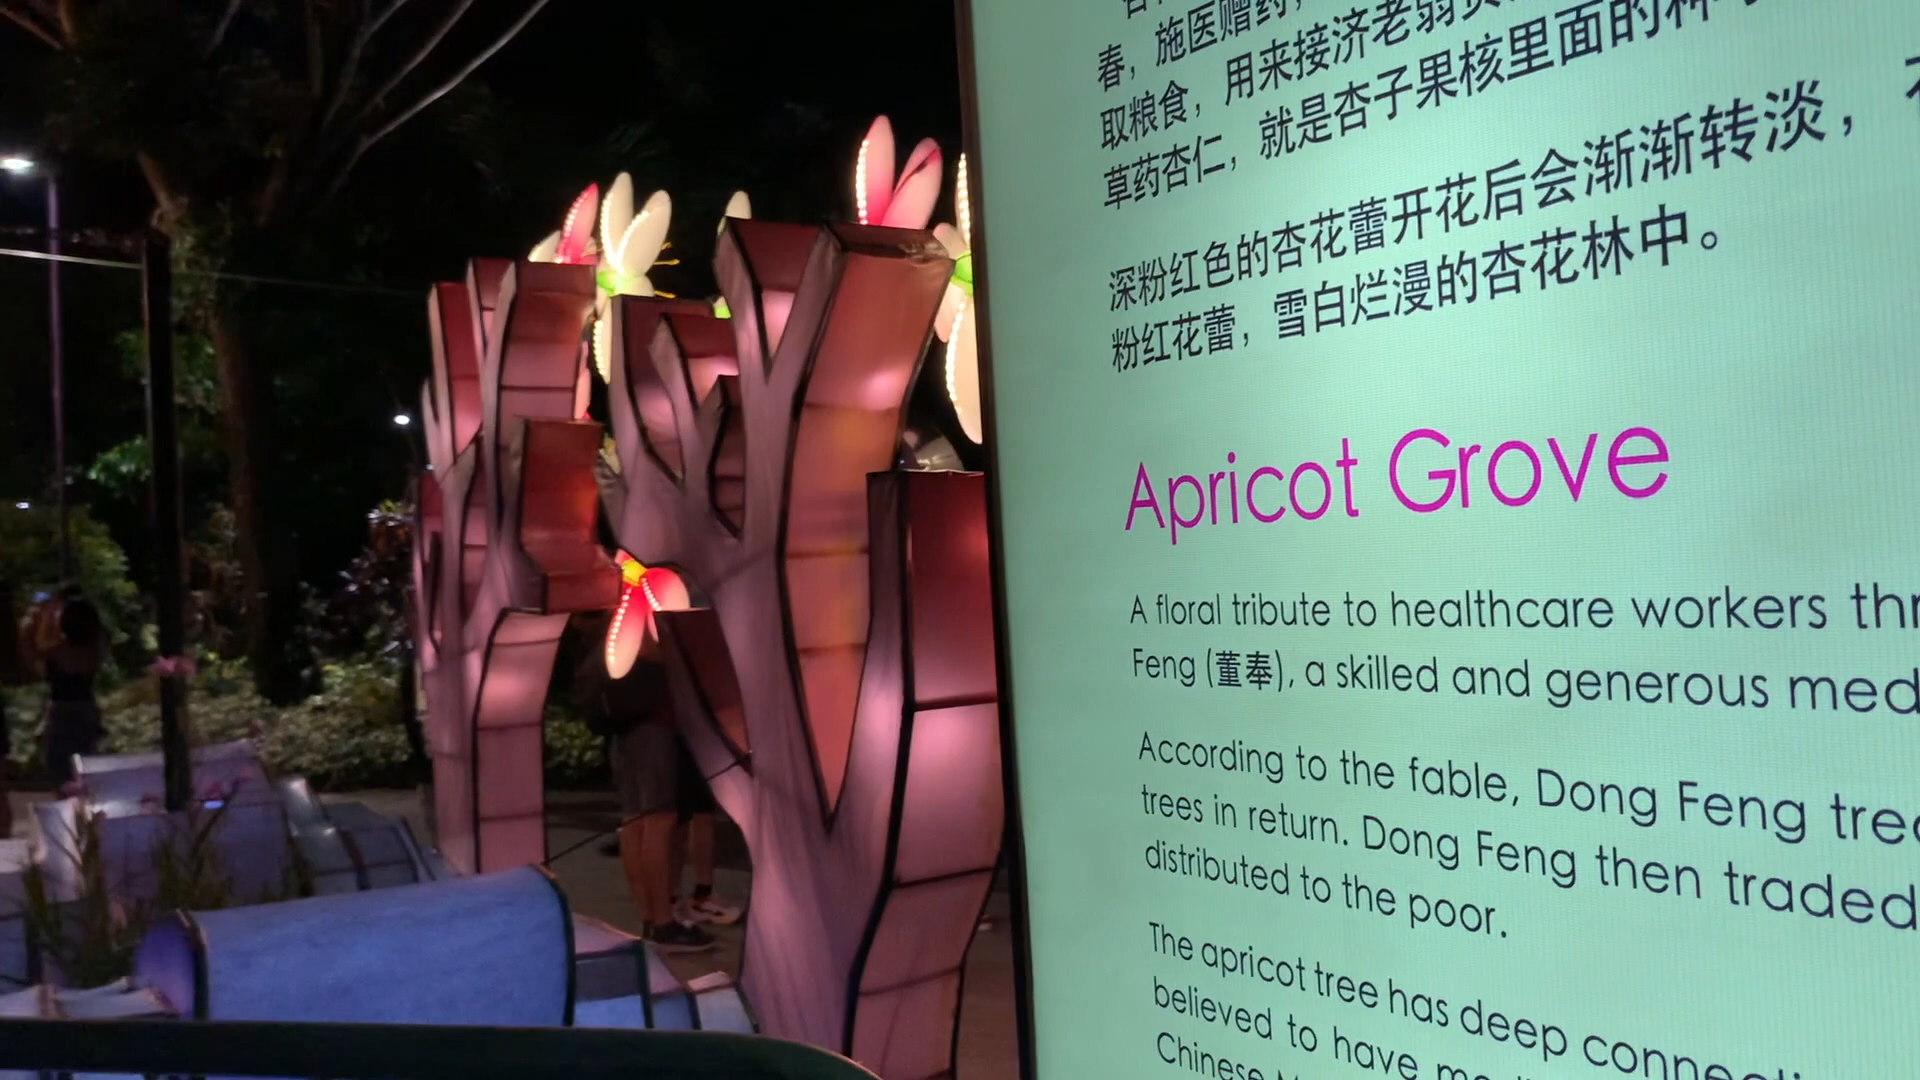 春，施医赠药，
取粮食，用来接济老弱贫
草药杏仁，就是杏子果核里面的种
深粉红色的杏花蕾开花后会渐渐转淡，
粉红花蕾，雪白烂漫的杏花林中。
Apricot Grove
A floral tribute to healthcare workers
Feng (董奉), a skilled and generous
According to the fable, Dong Feng
trees in return. Dong Feng then traded
distributed to the poor.
The apricot tree has deep
believed to have
Chinese